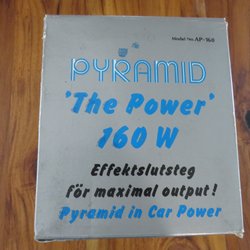 Model No. AP-160
PYRAMID
'The Power'
160 W
Effektslutsteg
för maximal output!
Pyramid in Car Power